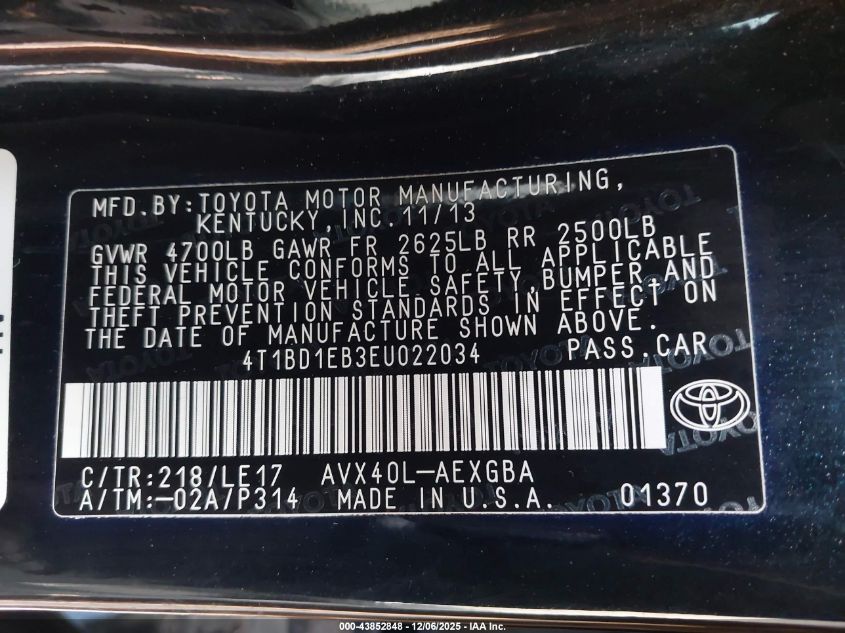 MFD.BY:TOYOTA MOTOR MANUFACTURING,
KENTUCKY,INC.11/13
GVWR 4700LB GAWR FR 2625LB RR 2500LB
THIS VEHICLE CONFORMS TO ALL APPLICABLE
FEDERAL MOTOR VEHICLE SAFETY,BUMPER,AND
THEFT PREVENTION STANDARDS IN EFFECT ON
THE DATE OF MANUFACTURE SHOWN ABOVE.
4T1BD1EB3EU022034 PASS CAR
C/TR:218/LE17 AVX40L-AEXGBA
A/TM:-02A/P314 MADE IN U.S.A. 01370
000-43852848 - 12/06/2025 - IAA Inc.